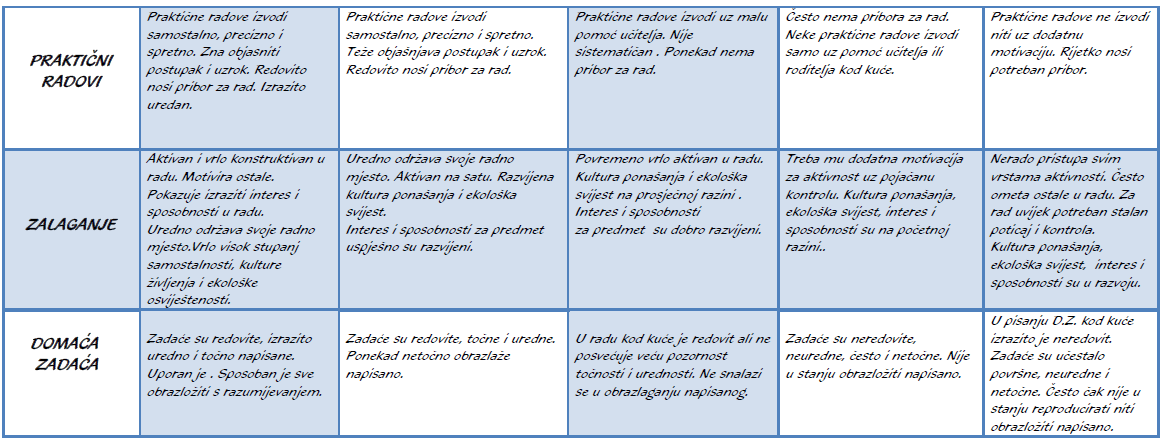 PRAKTIČNI
RADOVI
Praktične radove izvodi
samostalno, precizno i
spretno. Zna objasniti
postupak i uzrok. Redovito
nosi pribor za rad. Izrazito
uredan.
Praktične radove izvodi
samostalno, precizno i spretno.
Teže objašnjava postupak i uzrok.
Redovito nosi pribor za rad.
Praktične radove izvodi uz malu
pomoć učitelja. Nije
sistematičan . Ponekad nema
pribor za rad.
Često nema pribora za rad.
Neke praktične radove izvodi
samo uz pomoć učitelja ili
roditelja kod kuće.
Praktične radove ne izvodi
niti uz dodatnu
motivaciju. Rijetko nosi
potreban pribor.
ZALAGANJE
Aktivan i vrlo konstruktivan u
radu. Motivira ostale.
Pokazuje izraziti interes i
sposobnosti u radu.
Uredno održava svoje radno
mjesto.Vrlo visok stupanj
samostalnosti, kulture
življenja i ekološke
osviještenosti.
Uredno održava svoje radno
mjesto. Aktivan na satu. Razvijena
kultura ponašanja i ekološka
svijest.
Interes i sposobnosti za predmet
uspješno su razvijeni.
Povremeno vrlo aktivan u radu.
Kultura ponašanja i ekološka
svijest na prosječnoj razini .
Interes i sposobnosti
za predmet su dobro razvijeni.
Treba mu dodatna motivacija
za aktivnost uz pojačanu
kontrolu. Kultura ponašanja,
ekološka svijest, interes i
sposobnosti su na početnoj
razini..
Nerado pristupa svim
vrstama aktivnosti. Često
ometa ostale u radu. Za
rad uvijek potreban stalan
poticaj i kontrola.
Kultura ponašanja,
ekološka svijest, interes i
sposobnosti su u razvoju.
DOMAĆA
ZADAĆA
Zadaće su redovite, izrazito
uredno i točno napisane.
Uporan je . Sposoban je sve
obrazložiti s razumijevanjem.
Zadaće su redovite, točne i uredne.
Ponekad netočno obrazlaže
napisano.
U radu kod kuće je redovit ali ne
posvećuje veću pozornost
točnosti i urednosti. Ne snalazi
se u obrazlaganju napisanog.
Zadaće su neredovite,
neuredne, često i netočne. Nije
u stanju obrazložiti napisano.
U pisanju D.Z. kod kuće
izrazito je neredovit.
Zadaće su učestalo
površne, neuredne i
netočne. Često čak nije u
stanju reproducirati niti
obrazložiti napisano.